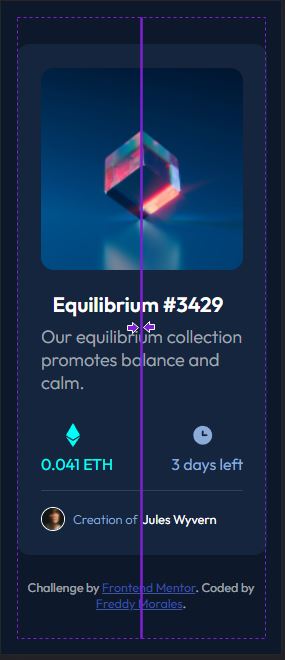 Equilibrium #3429
Our equilibrium collection
promotes balance and
calm.
0.041 ETH 3 days left
Creation of Jules Wyvern
Challenge by Frontend Mentor. Coded by
Freddy Morales.